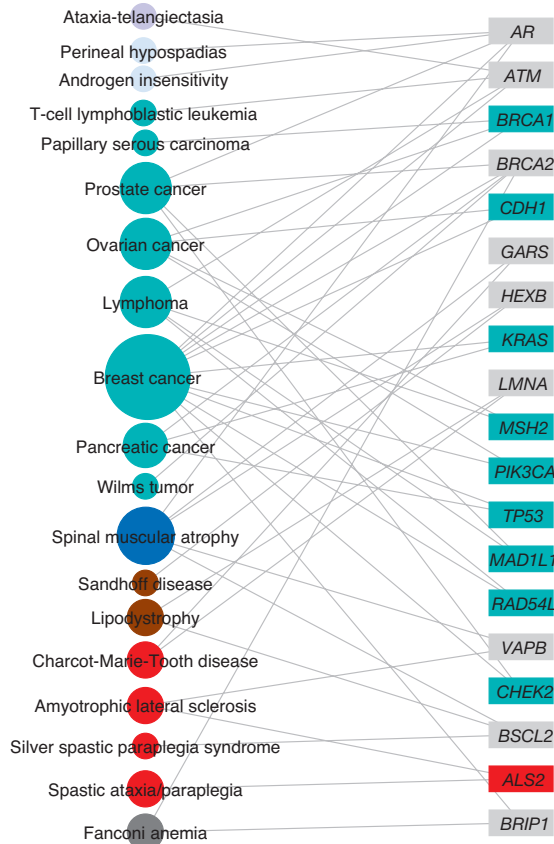 Ataxia-telangiectasia
Perineal hypospadias
Androgen insensitivity
T-cell lymphoblastic leukemia
Papillary serous carcinoma
Prostate cancer
Ovarian cancer
Lymphoma
Breast cancer
Pancreatic cancer
Wilms tumor
Spinal muscular atrophy
Sandhoff disease
Lipodystrophy
Charcot-Marie-Tooth disease
Amyotrophic lateral sclerosis
Silver spastic paraplegia syndrome
Spastic ataxia/paraplegia
Fanconi anemia
AR
ATM
BRCA1
BRCA2
CDH1
GARS
HEXB
KRAS
LMNA
MSH2
PIK3CA
TP53
MAD1L1
RAD54L
VAPB
CHEK2
BSCL2
ALS2
BRIP1